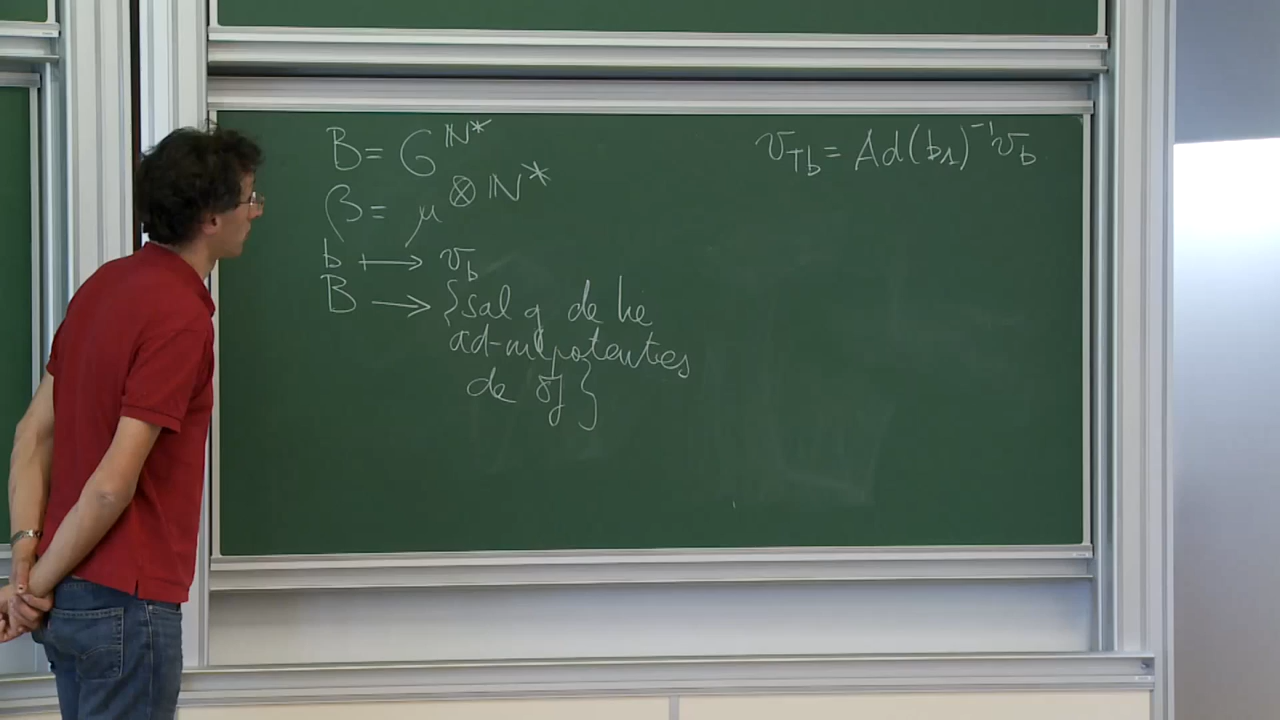 B = G^{ℕ*}
β = μ^{⊗ℕ*}
b ↦ v_b
B → {sal g de Lie
ad-nilpotentes
de 𝔤}
v_{Tb} = Ad(b₁)⁻¹ v_b